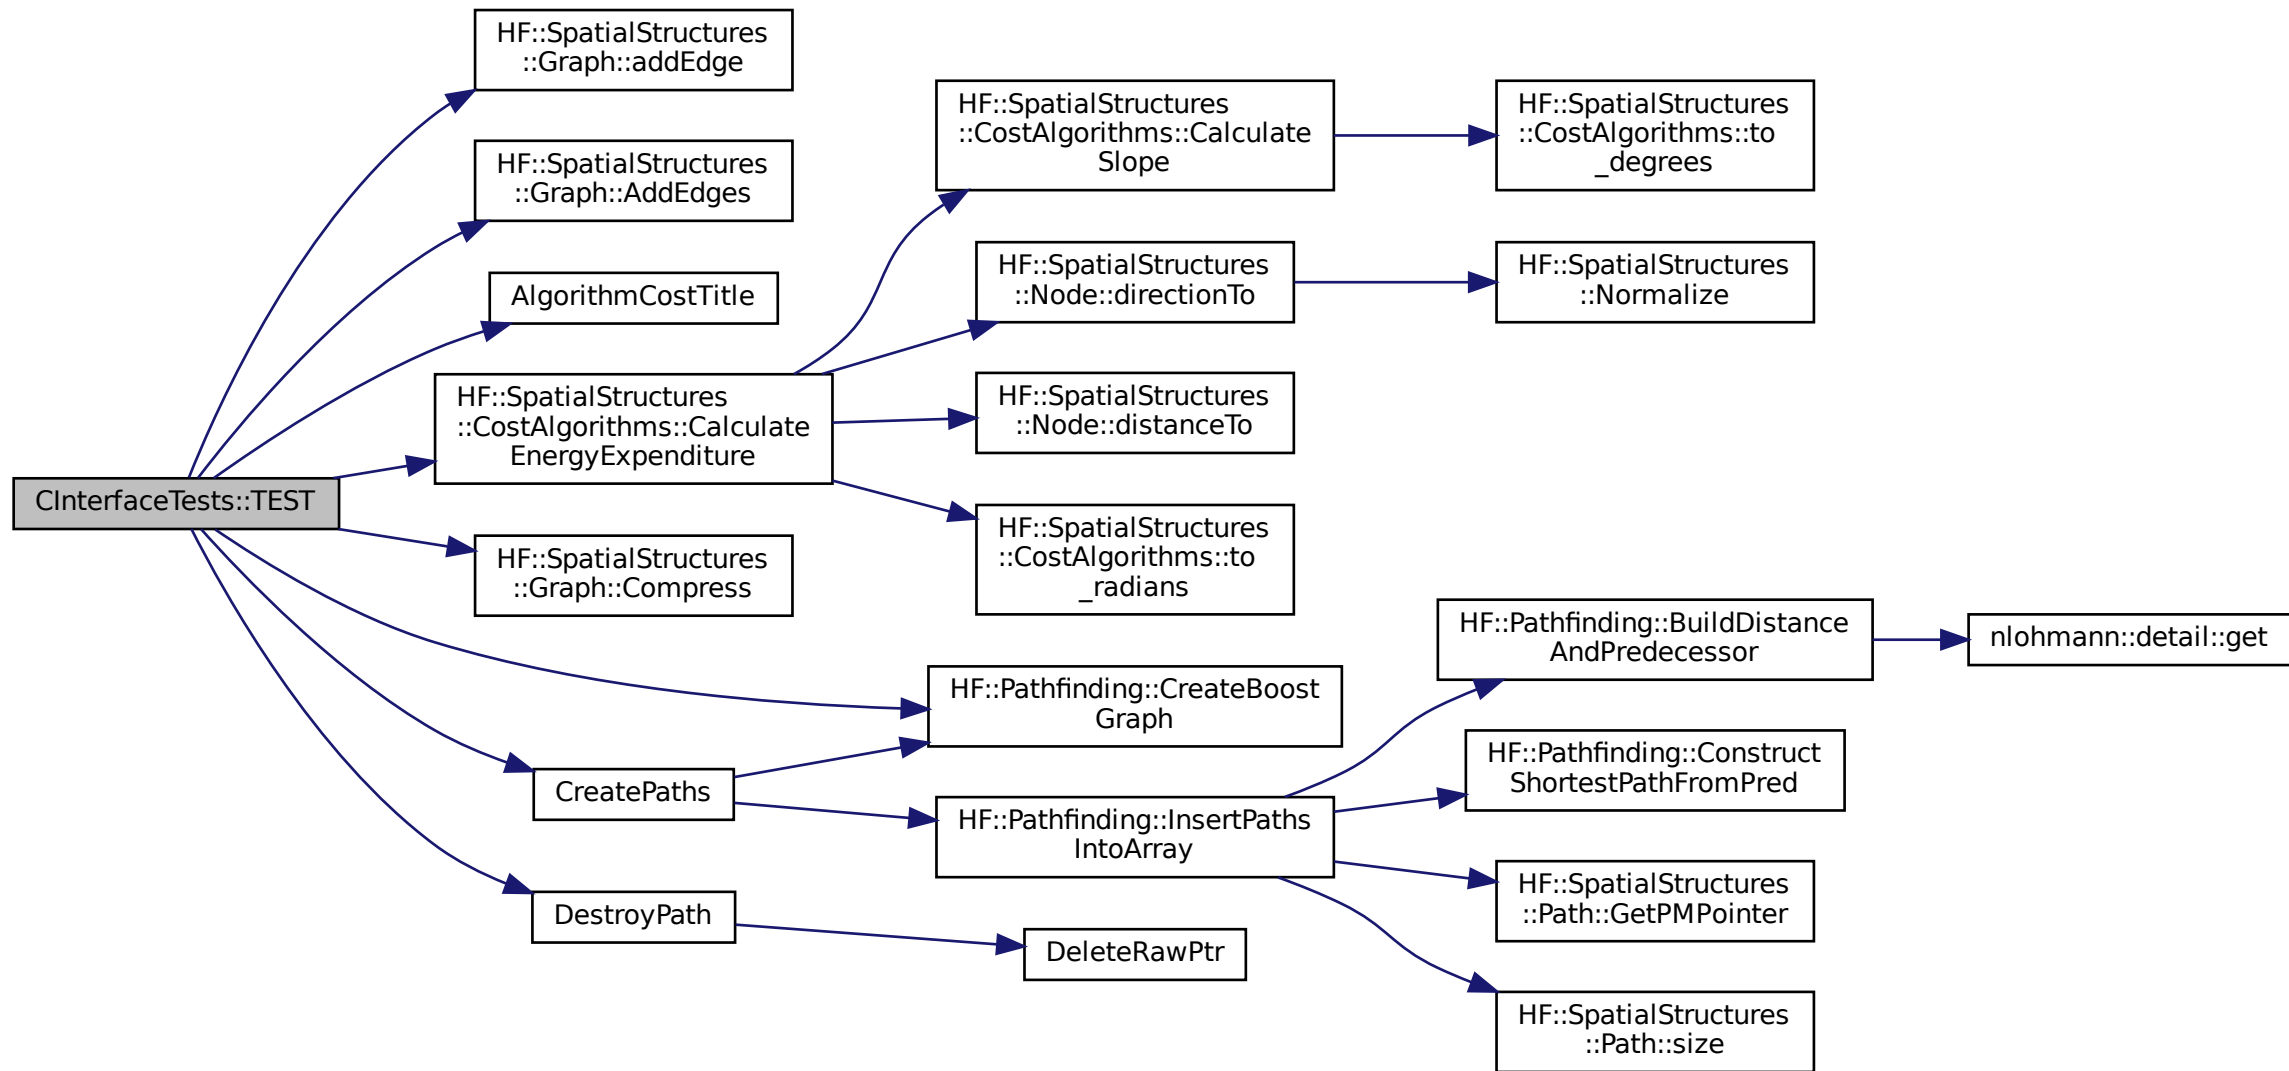 HF::SpatialStructures
::Graph::addEdge
HF::SpatialStructures
::Graph::AddEdges
AlgorithmCostTitle
HF::SpatialStructures
::CostAlgorithms::Calculate
EnergyExpenditure
CInterfaceTests::TEST
HF::SpatialStructures
::Graph::Compress
CreatePaths
DestroyPath
HF::SpatialStructures
::CostAlgorithms::Calculate
Slope
HF::SpatialStructures
::Node::directionTo
HF::SpatialStructures
::Node::distanceTo
HF::SpatialStructures
::CostAlgorithms::to
_radians
HF::Pathfinding::CreateBoost
Graph
HF::Pathfinding::InsertPaths
IntoArray
DeleteRawPtr
HF::SpatialStructures
::CostAlgorithms::to
_degrees
HF::SpatialStructures
::Normalize
HF::Pathfinding::BuildDistance
AndPredecessor
HF::Pathfinding::Construct
ShortestPathFromPred
HF::SpatialStructures
::Path::GetPMPointer
HF::SpatialStructures
::Path::size
nlohmann::detail::get